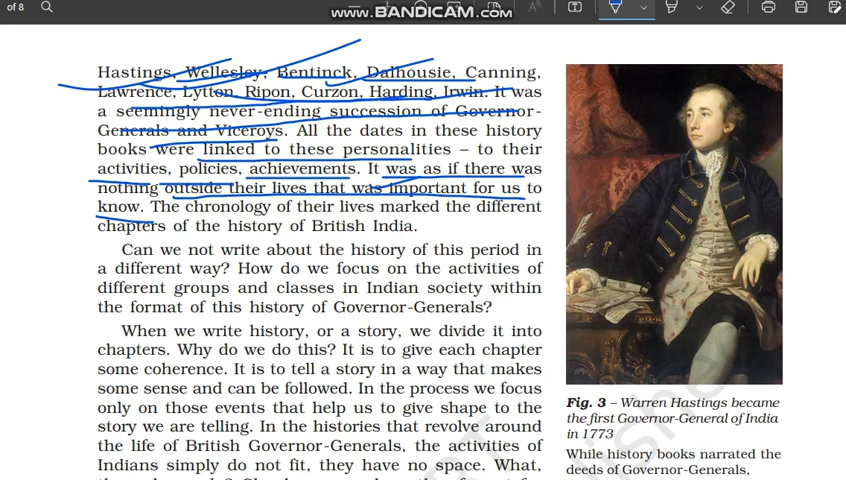 of 8
www.BANDICAM.com
Hastings, Wellesley, Bentinck, Dalhousie, Canning,
Lawrence, Lytton, Ripon, Curzon, Harding, Irwin. It was
a seemingly never-ending succession of Governor-
Generals and Viceroys. All the dates in these history
books were linked to these personalities – to their
activities, policies, achievements. It was as if there was
nothing outside their lives that was important for us to
know. The chronology of their lives marked the different
chapters of the history of British India.
Can we not write about the history of this period in
a different way? How do we focus on the activities of
different groups and classes in Indian society within
the format of this history of Governor-Generals?
When we write history, or a story, we divide it into
chapters. Why do we do this? It is to give each chapter
some coherence. It is to tell a story in a way that makes
some sense and can be followed. In the process we focus
only on those events that help us to give shape to the
story we are telling. In the histories that revolve around
the life of British Governor-Generals, the activities of
Indians simply do not fit, they have no space. What,
Fig. 3 – Warren Hastings became
the first Governor-General of India
in 1773
While history books narrated the
deeds of Governor-Generals,